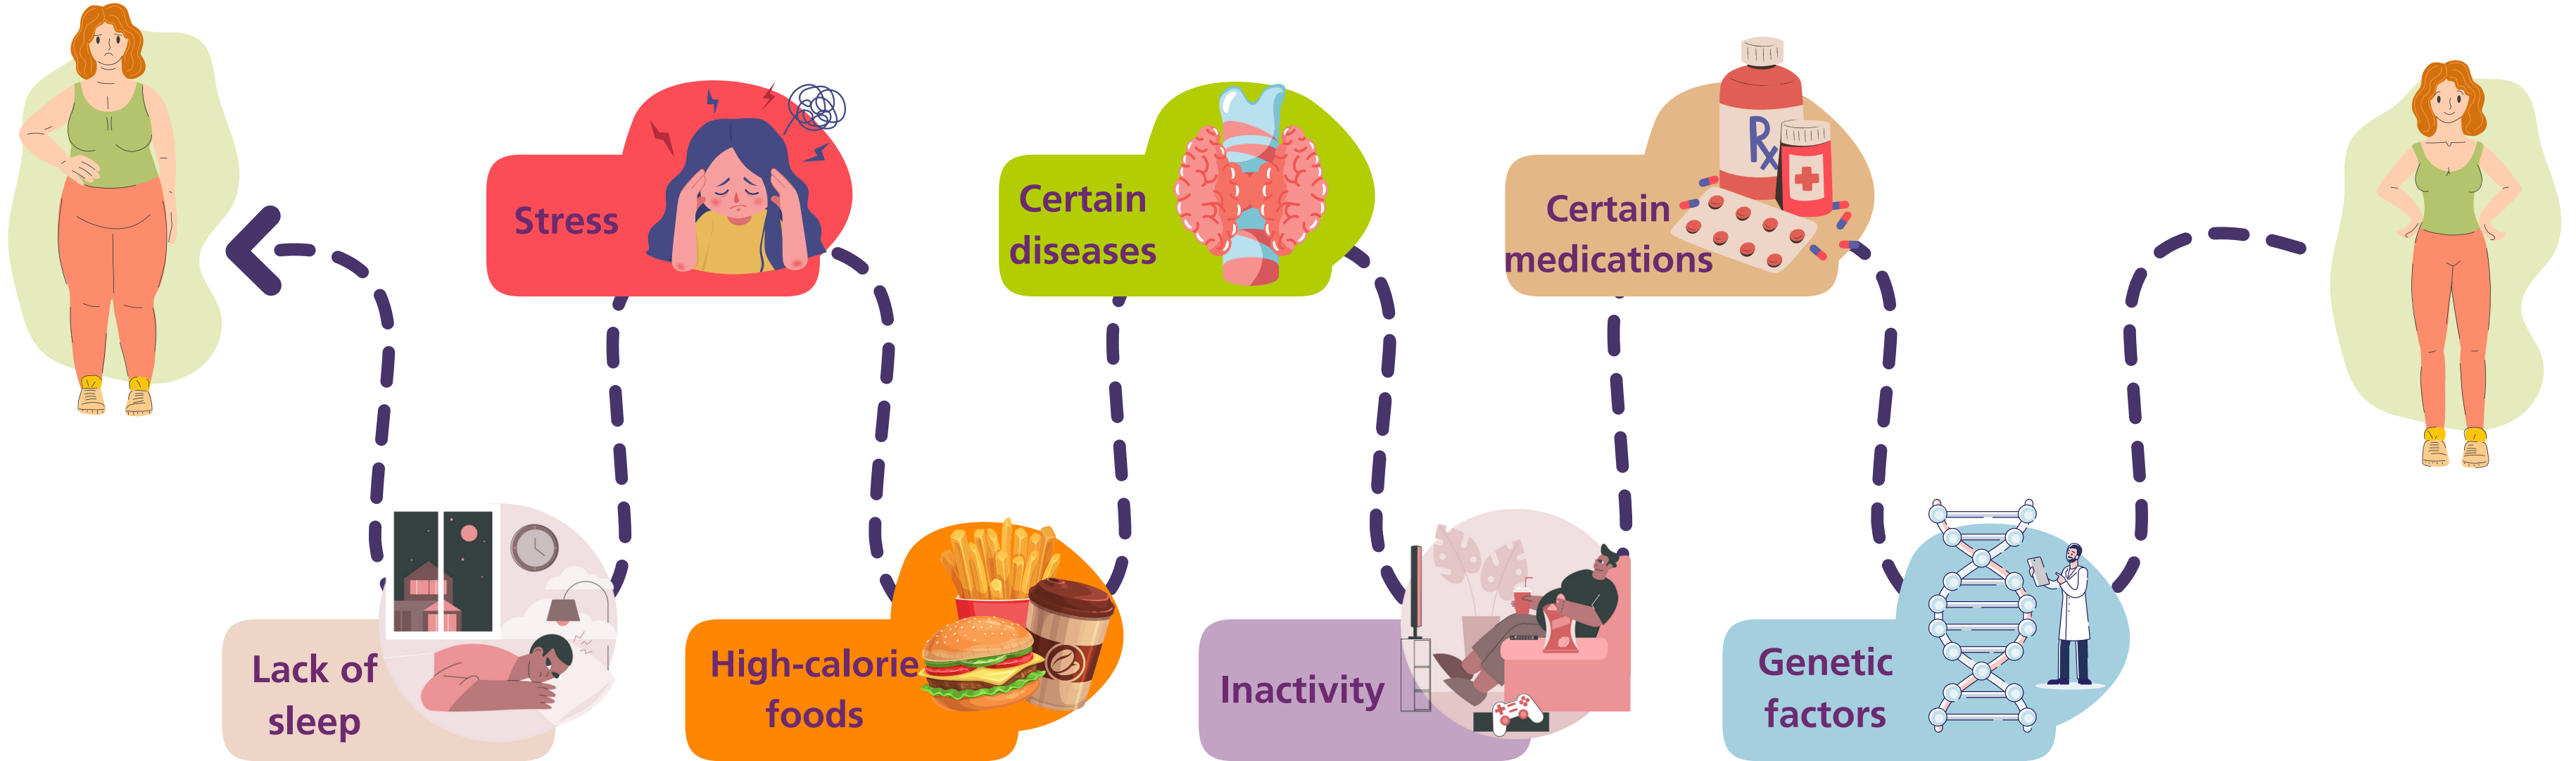 Stress
Certain
diseases
Certain
medications
Rx
Lack of
sleep
High-calorie
foods
Inactivity
Genetic
factors